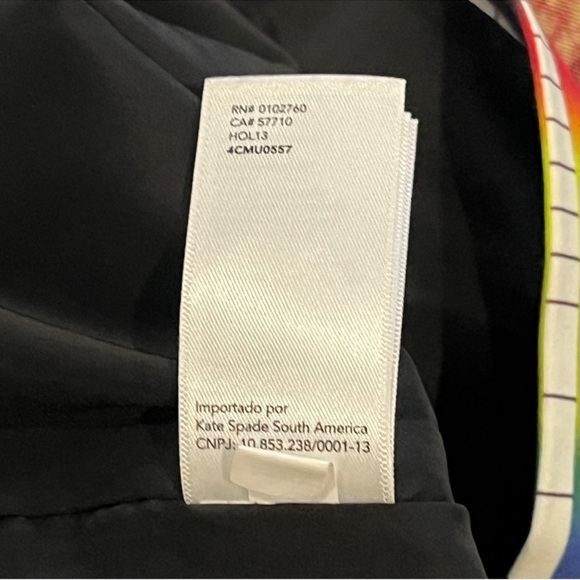 RN# 0102760
CA# 57710
HOL13
4CMU0557
Importado por
Kate Spade South America
CNPJ: 10.853.238/0001-13